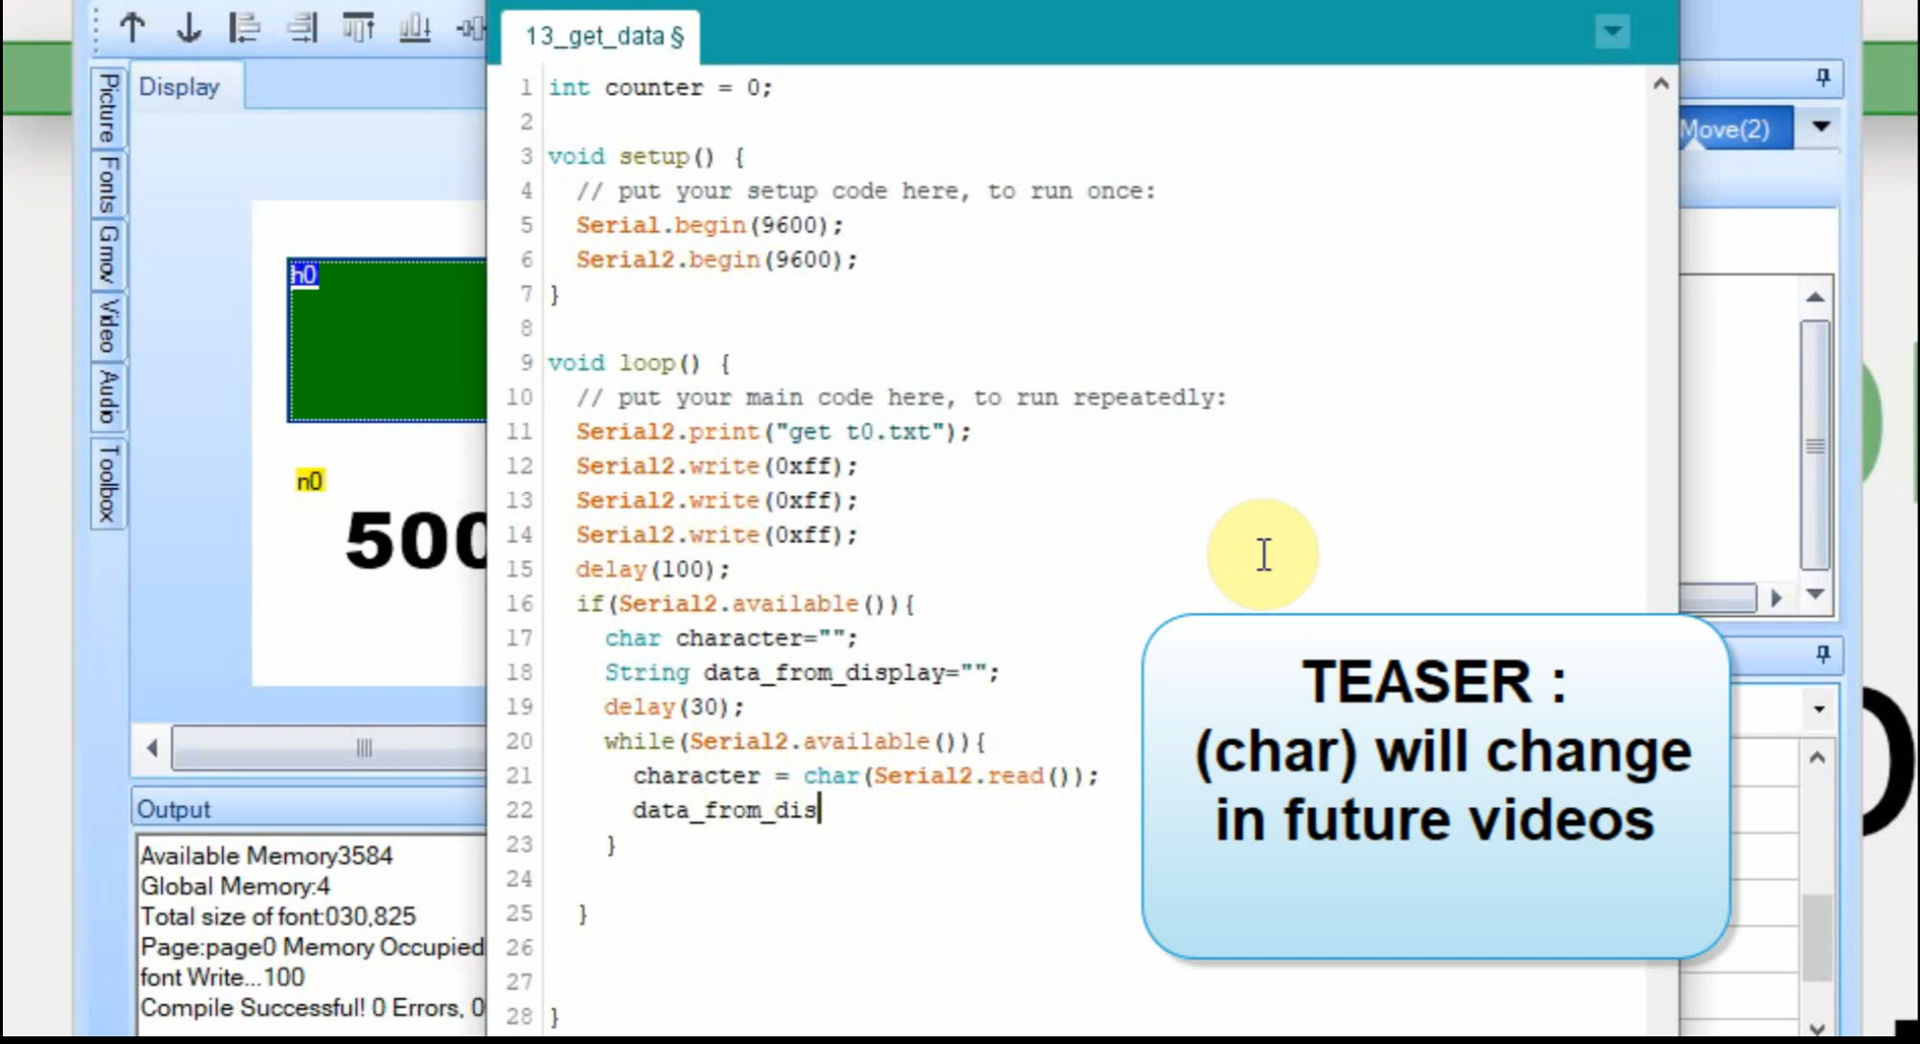 13_get_data §
Display
Picture
Fonts
Gmov
Video
Audio
Toolbox
h0
n0
500
Move(2)
1 int counter = 0;
2
3 void setup() {
4 // put your setup code here, to run once:
5 Serial.begin(9600);
6 Serial2.begin(9600);
7 }
8
9 void loop() {
10 // put your main code here, to run repeatedly:
11 Serial2.print("get t0.txt");
12 Serial2.write(0xff);
13 Serial2.write(0xff);
14 Serial2.write(0xff);
15 delay(100);
16 if(Serial2.available()){
17 char character="";
18 String data_from_display="";
19 delay(30);
20 while(Serial2.available()){
21 character = char(Serial2.read());
22 data_from_dis
23 }
24
25 }
26
27
28 }
TEASER :
(char) will change
in future videos
Output
Available Memory3584
Global Memory:4
Total size of font:030,825
Page:page0 Memory Occupied
font Write...100
Compile Successful! 0 Errors, 0